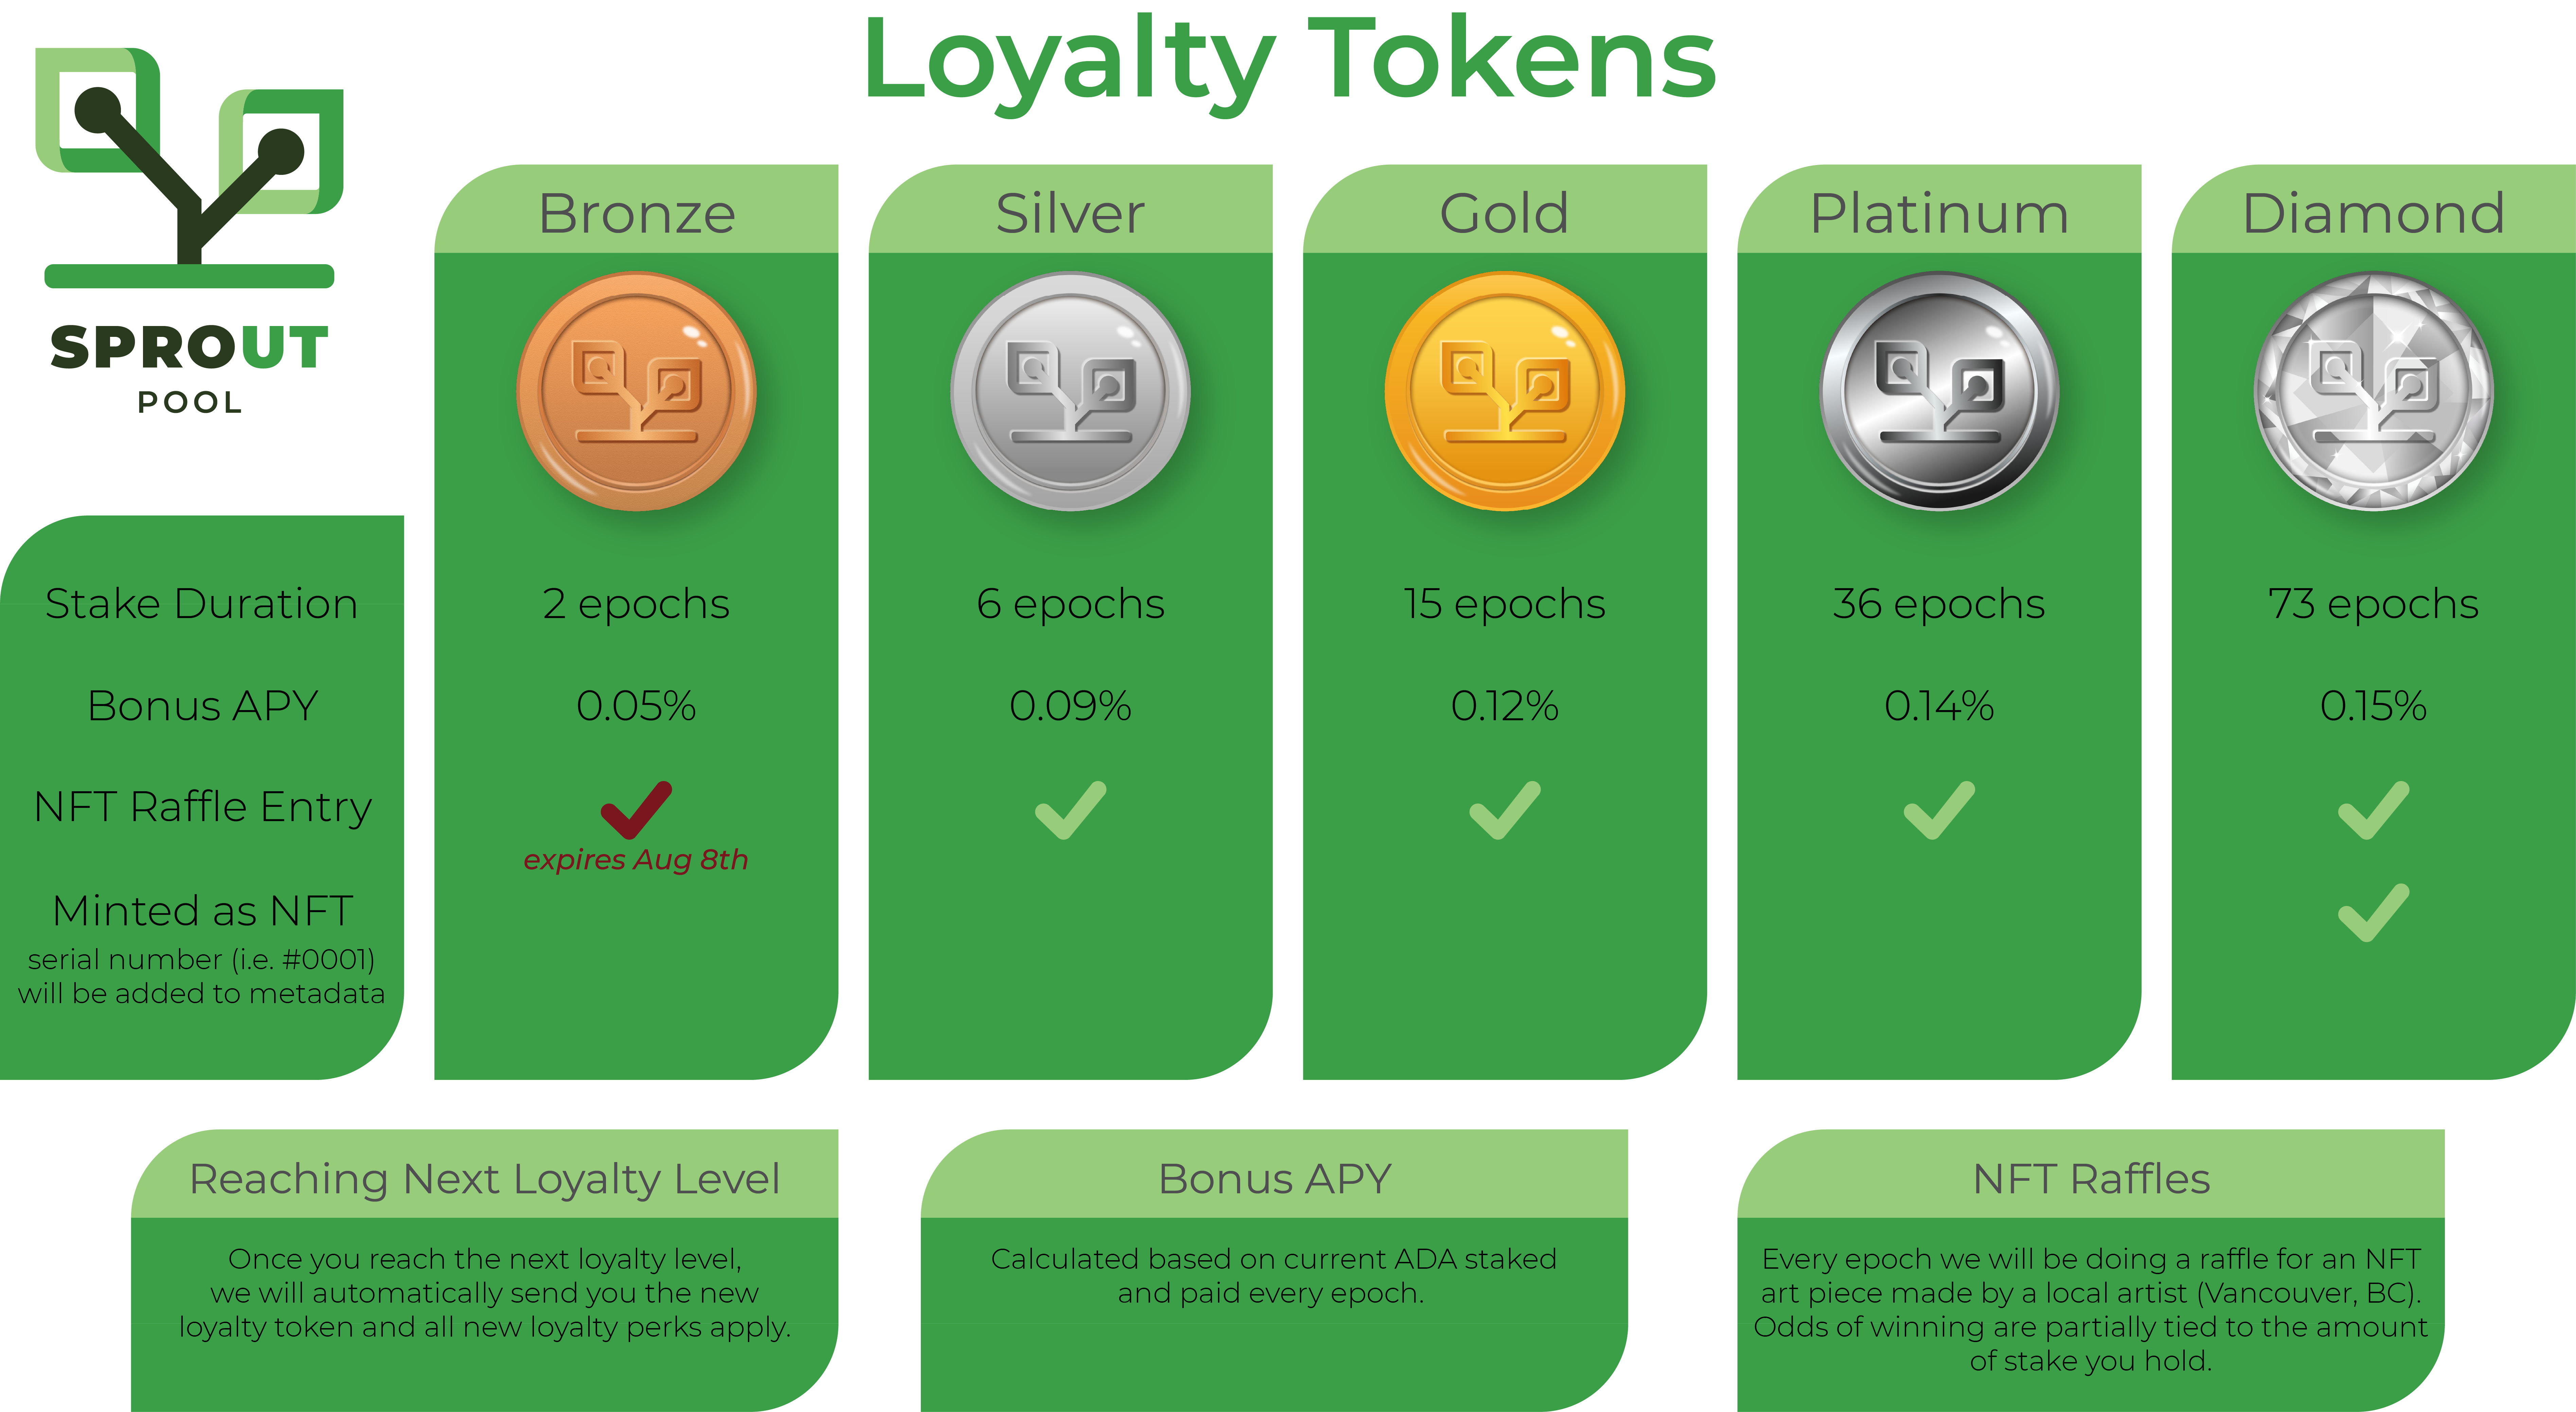 Loyalty Tokens
SPROUT
POOL
Bronze
Silver
Gold
Platinum
Diamond
Stake Duration
2 epochs
6 epochs
15 epochs
36 epochs
73 epochs
Bonus APY
0.05%
0.09%
0.12%
0.14%
0.15%
NFT Raffle Entry
expires Aug 8th
Minted as NFT
serial number (i.e. #0001)
will be added to metadata
Reaching Next Loyalty Level
Once you reach the next loyalty level,
we will automatically send you the new
loyalty token and all new loyalty perks apply.
Bonus APY
Calculated based on current ADA staked
and paid every epoch.
NFT Raffles
Every epoch we will be doing a raffle for an NFT
art piece made by a local artist (Vancouver, BC).
Odds of winning are partially tied to the amount
of stake you hold.